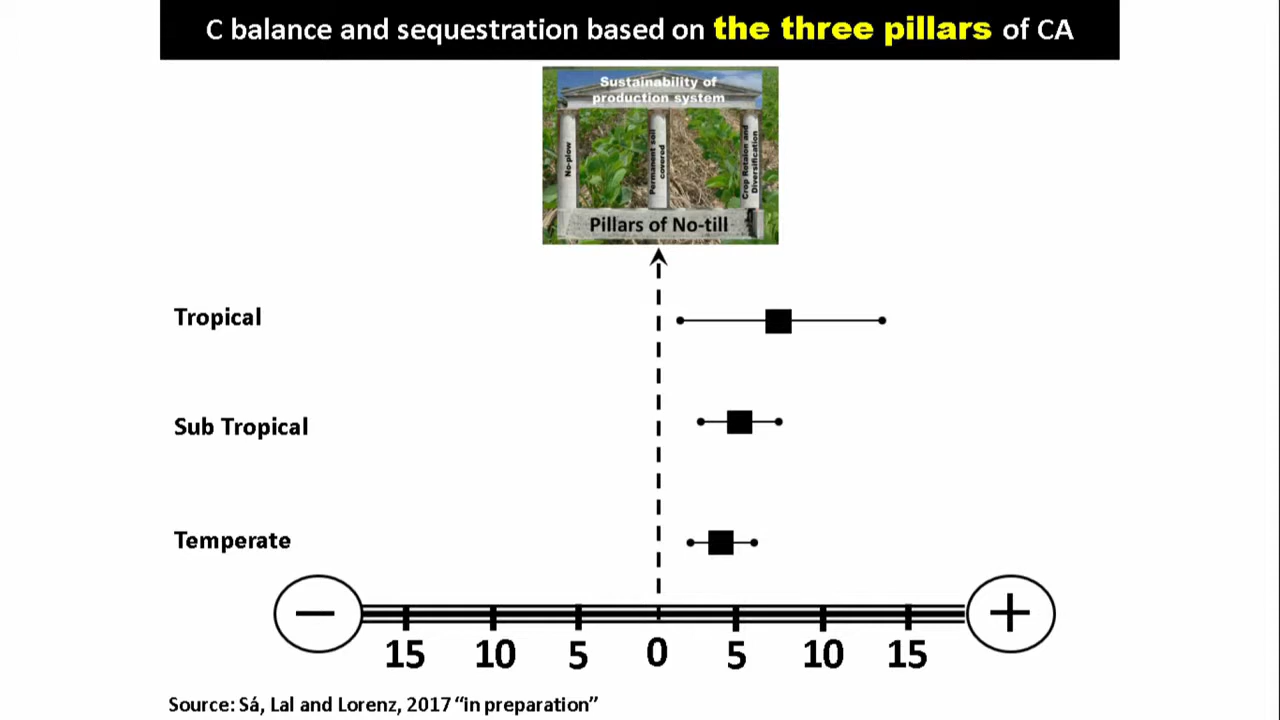 C balance and sequestration based on the three pillars of CA
Sustainability of
production system
No-plow
Permanent soil
covered
Crop Rotaion and
Diversification
Pillars of No-till
Tropical
Sub Tropical
Temperate
− +
15 10 5 0 5 10 15
Source: Sá, Lal and Lorenz, 2017 “in preparation”